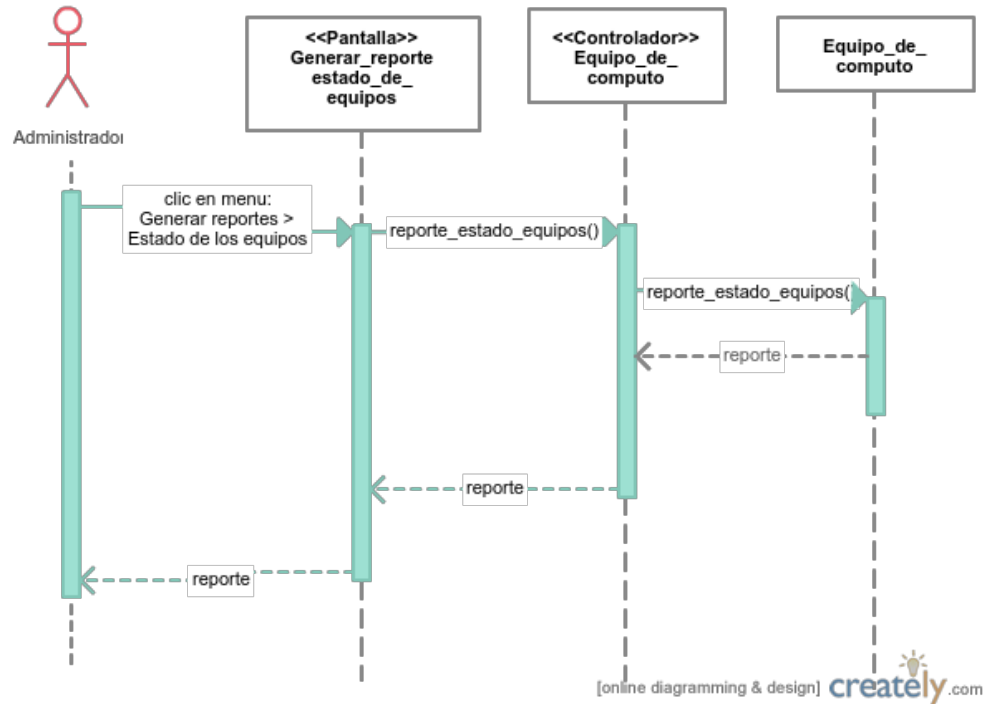 <<Pantalla>>
Generar_reporte
estado_de_
equipos
<<Controlador>>
Equipo_de_
computo
Equipo_de_
computo
Administrador
clic en menu:
Generar reportes >
Estado de los equipos
reporte_estado_equipos()
reporte_estado_equipos(
reporte
reporte
reporte
[online diagramming & design] creately.com